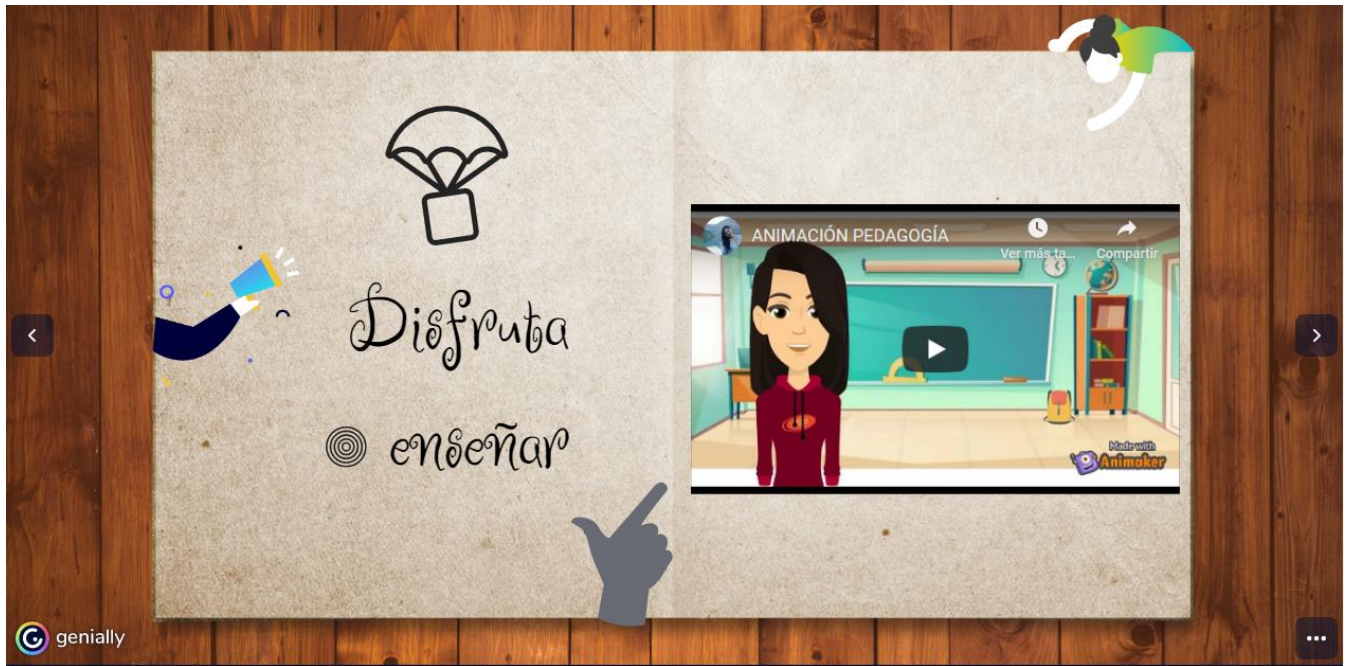 Disfruta
enseñar
ANIMACIÓN PEDAGOGÍA
Ver más ta...
Compartir
Made with
Animaker
genially